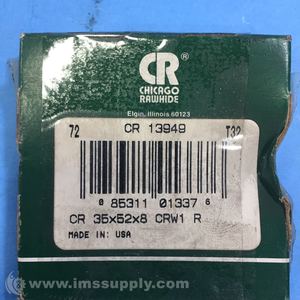 CR®
CHICAGO
RAWHIDE
Elgin, Illinois 60123
72 CR 13949 T32
0 85311 01337 6
CR 35x52x8 CRW1 R
MADE IN: USA
www.imssupply.com